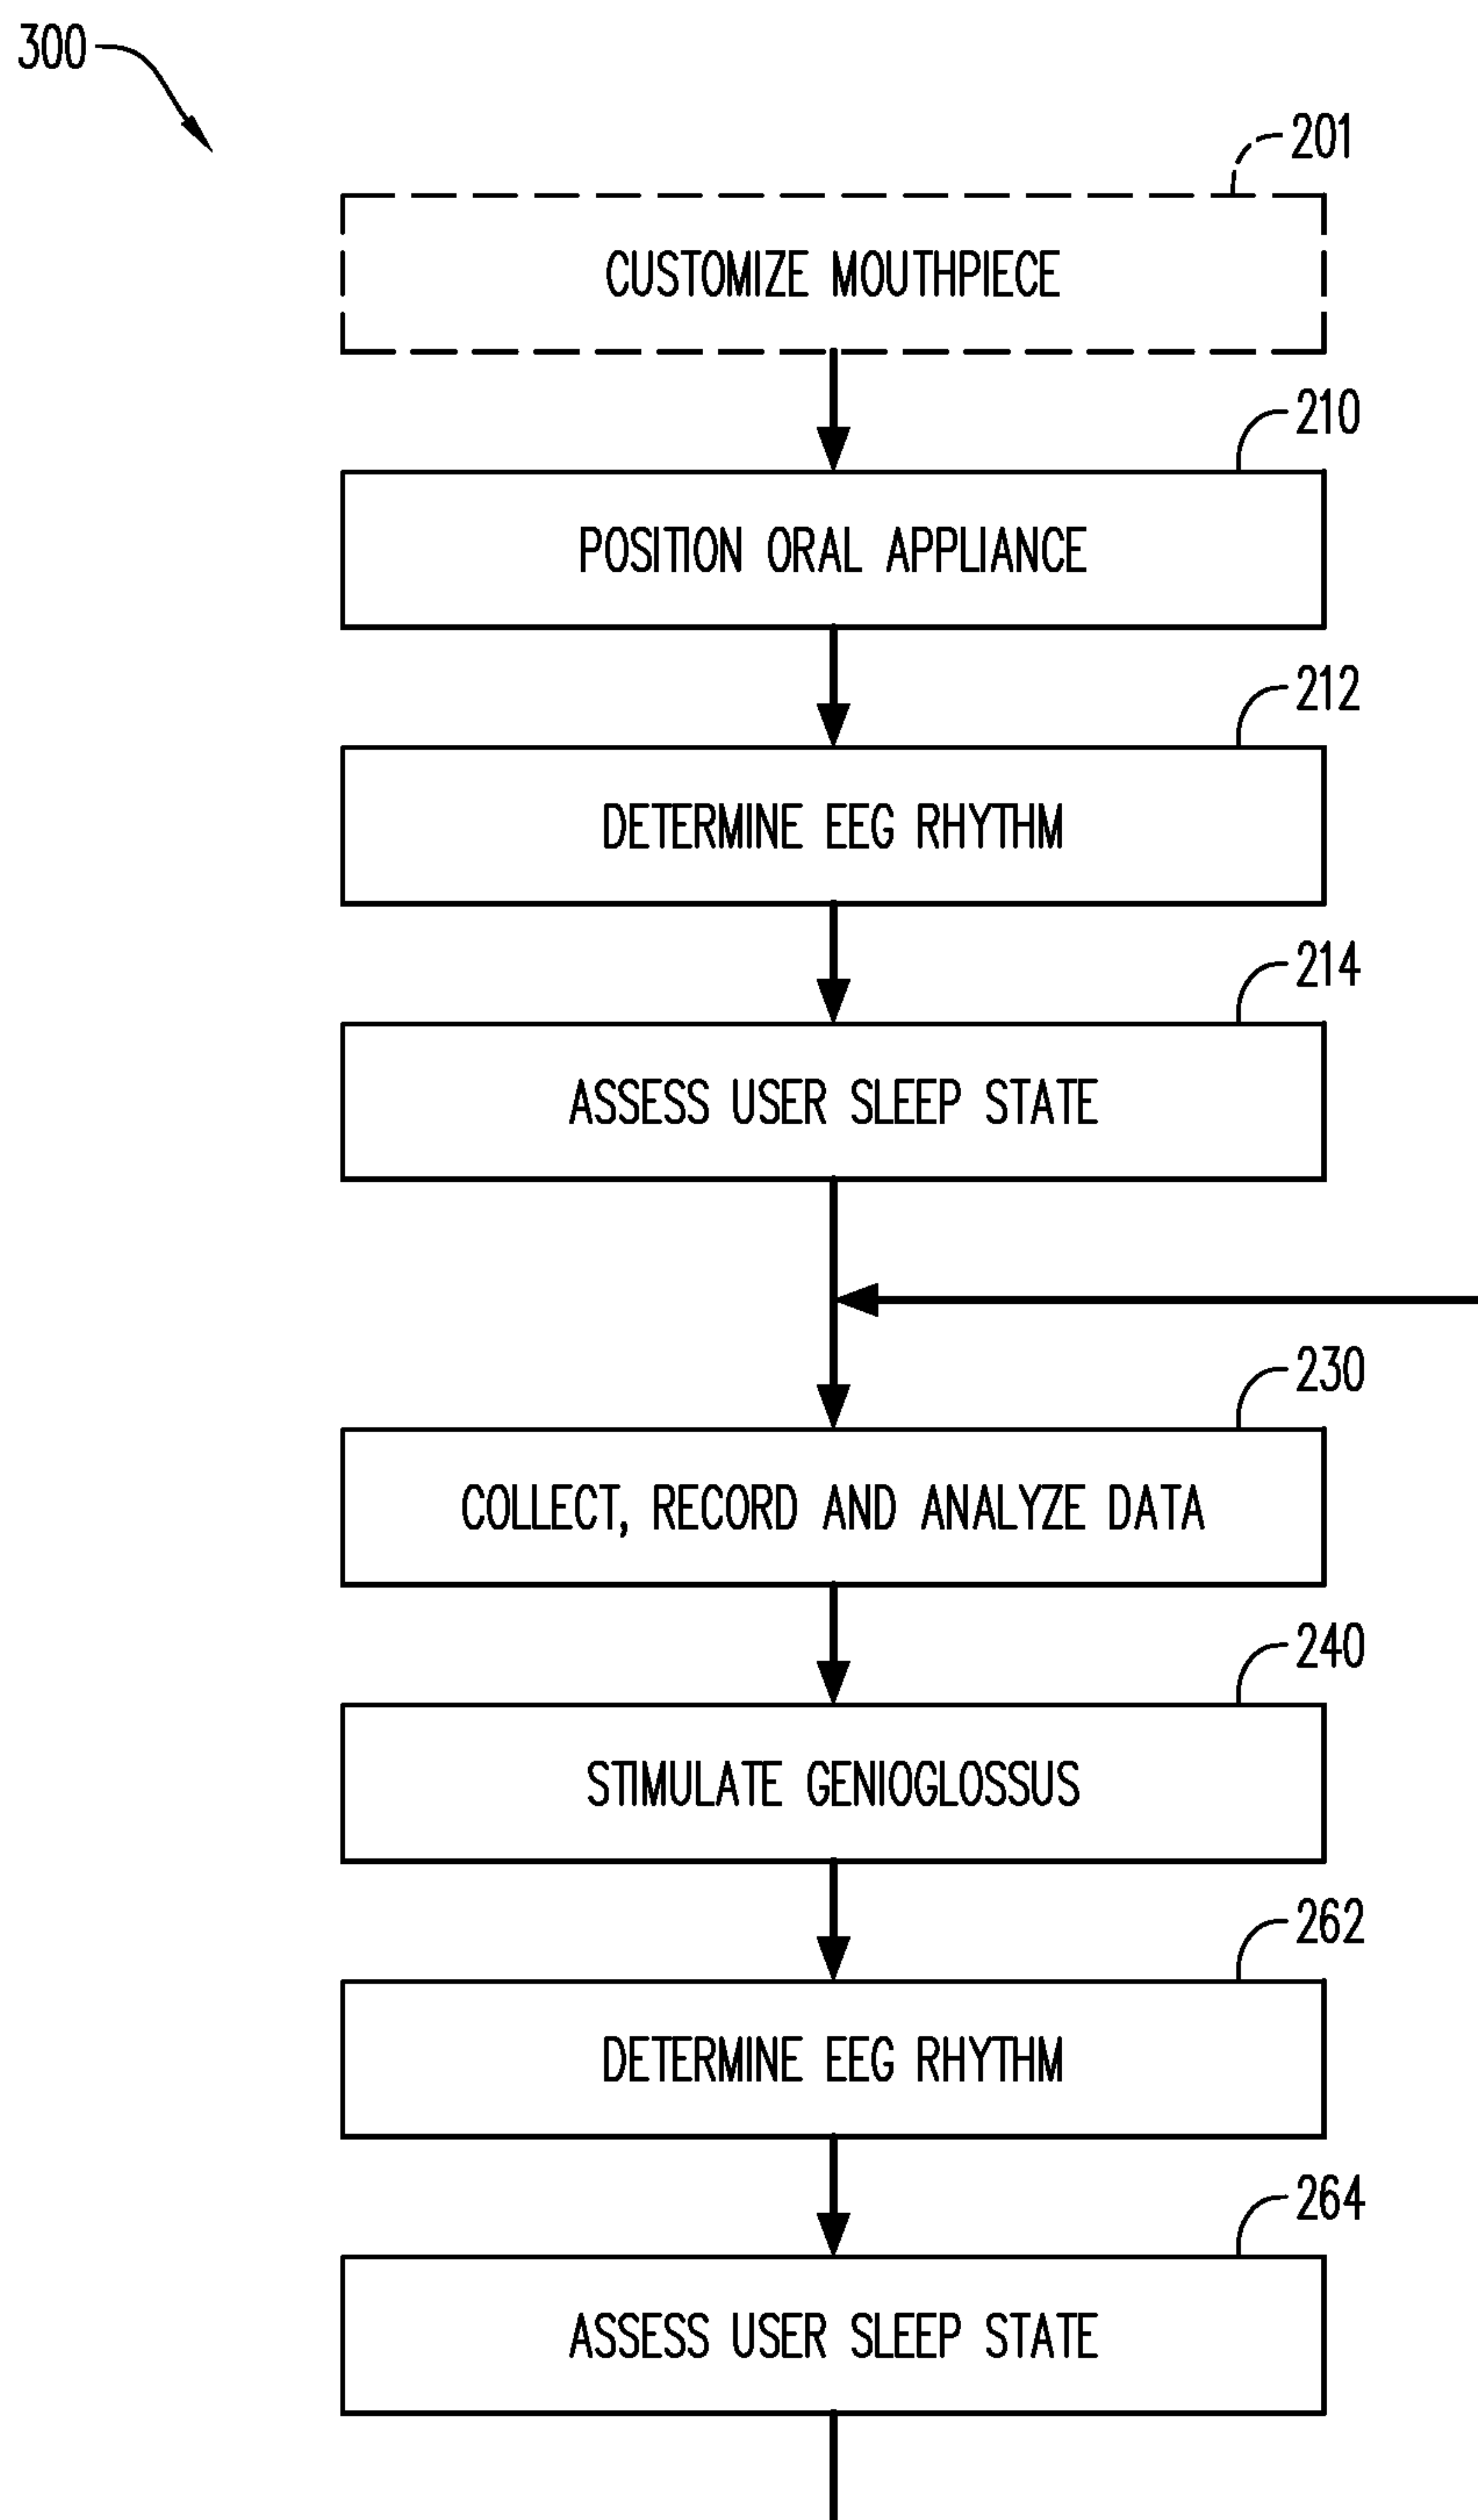 300
201
CUSTOMIZE MOUTHPIECE
210
POSITION ORAL APPLIANCE
212
DETERMINE EEG RHYTHM
214
ASSESS USER SLEEP STATE
230
COLLECT, RECORD AND ANALYZE DATA
240
STIMULATE GENIOGLOSSUS
262
DETERMINE EEG RHYTHM
264
ASSESS USER SLEEP STATE